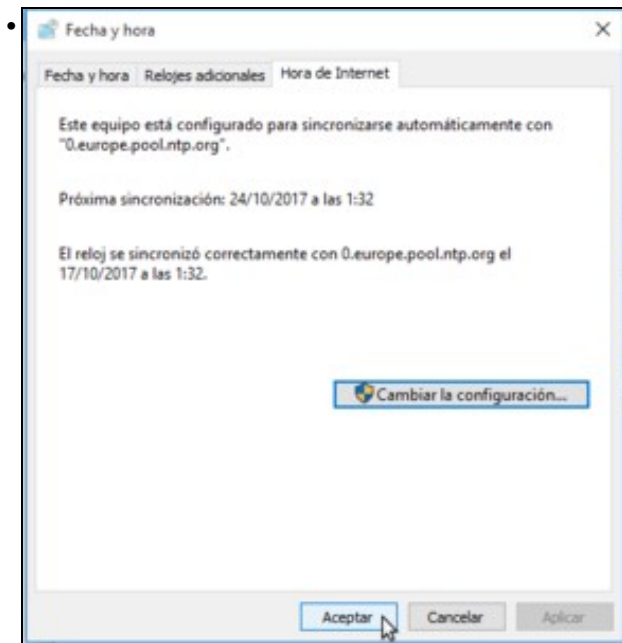 Fecha y hora
Fecha y hora Relojes adicionales Hora de Internet
Este equipo está configurado para sincronizarse automáticamente con
"0.europe.pool.ntp.org".
Próxima sincronización: 24/10/2017 a las 1:32
El reloj se sincronizó correctamente con 0.europe.pool.ntp.org el
17/10/2017 a las 1:32.
Cambiar la configuración...
Aceptar Cancelar Aplicar